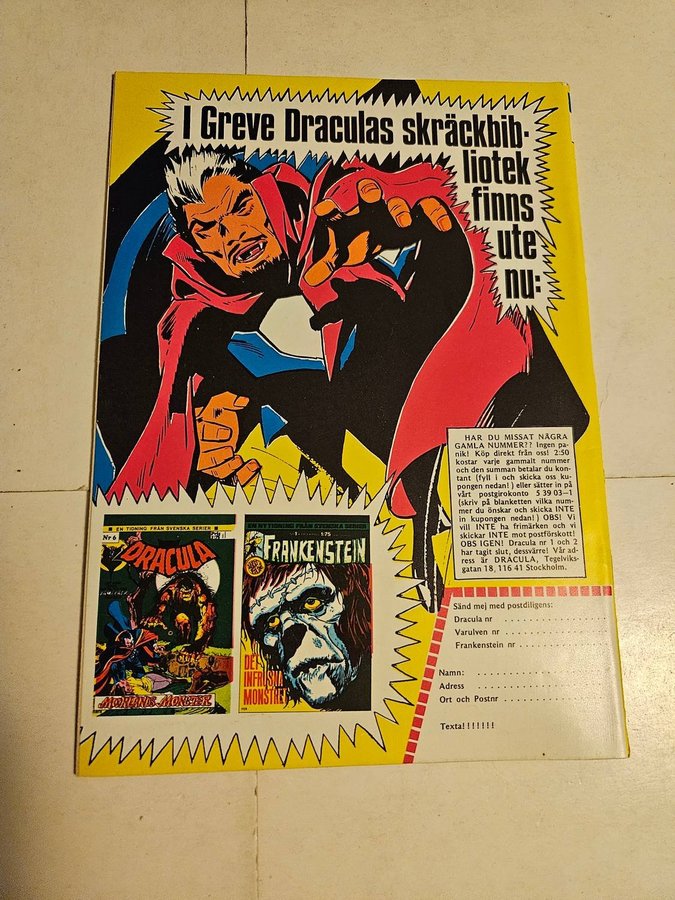 I Greve Draculas skräckbib-
liotek
finns
ute
nu:
HAR DU MISSAT NÅGRA
GAMLA NUMMER?? Ingen pa-
nik! Köp direkt från oss! 2:50
kostar varje gammalt nummer
och den summan betalar du kon-
tant (fyll i och skicka oss ku-
pongen nedan!) eller sätter in på
vårt postgirokonto 5 39 03—1
(skriv på blanketten vilka num-
mer du önskar och skicka INTE
in kupongen nedan!) OBS! Vi
vill INTE ha frimärken och vi
skickar INTE mot postförskott!
OBS IGEN! Dracula nr 1 och 2
har tagit slut, dessvärre! Vår ad-
ress är DRACULA, Tegelviks-
gatan 18, 116 41 Stockholm.
EN TIDNING FRÅN SVENSKA SERIER
Nr 6
DRACULA
MONTANIS MONSTER
EN NY TIDNING FRÅN SVENSKA SERIER
1:75
FRANKENSTEIN
DET
MONSTRET
Sänd mej med postdiligens:
Dracula nr
Varulven nr
Frankenstein nr
Namn:
Adress
Ort och Postnr
Texta!!!!!!!